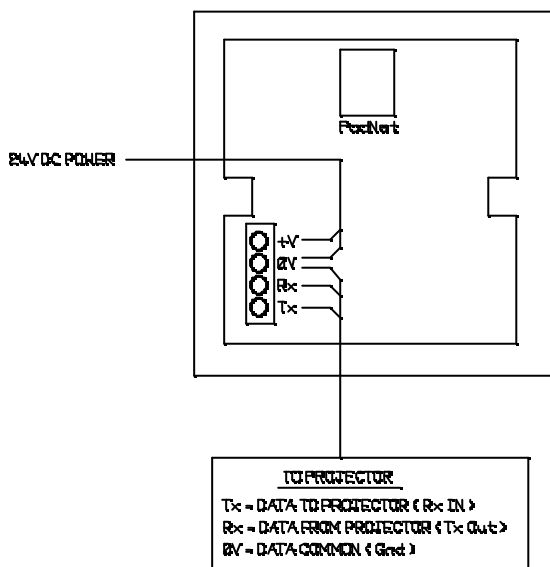 PodNet
24V DC POWER
+V
0V
Rx
Tx
TO PROJECTOR
Tx = DATA TO PROJECTOR (Rx IN)
Rx = DATA FROM PROJECTOR (Tx Out)
0V = DATA COMMON (Gnd)